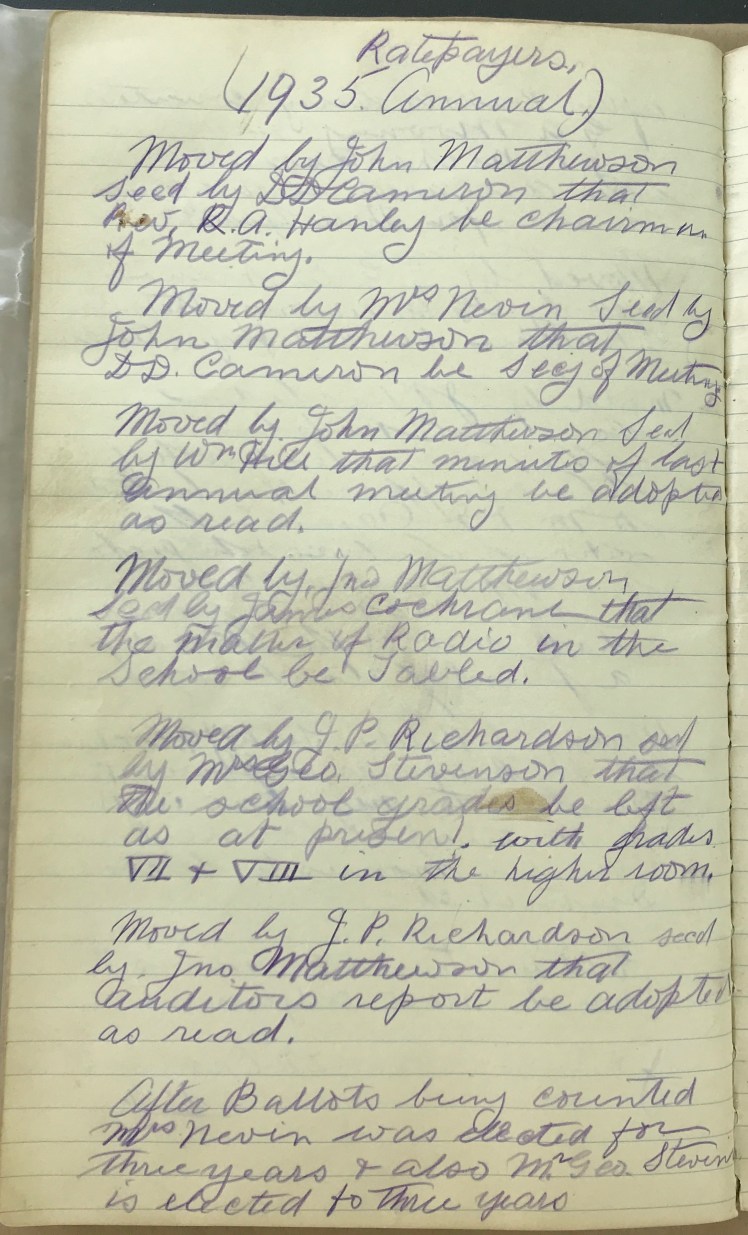 Ratepayers,
(1935. Annual.)
Moved by John Matthewson
Secd by DD Cameron that
Rev. R.A. Hanley be chairman
of Meeting.
Moved by Mrs Nevin Secd by
John Matthewson that
D.D. Cameron be Secy of Meeting
Moved by John Matthewson Secd
by Wm Hill that minutes of last
annual meeting be adopted
as read.
Moved by, Jno Matthewson
Secd by James Cochrane that
the matter of Radio in the
School be Tabled.
Moved by J. P. Richardson secd
by Mrs Geo. Stevenson that
the school grades be left
as at present. with grades
VII + VIII in the higher room.
Moved by J. P. Richardson secd
by. Jno Matthewson that
auditors report be adopted
as read.
After Ballots being counted
Mrs Nevin was elected for
three years + also Mr Geo. Steven
is elected to three years